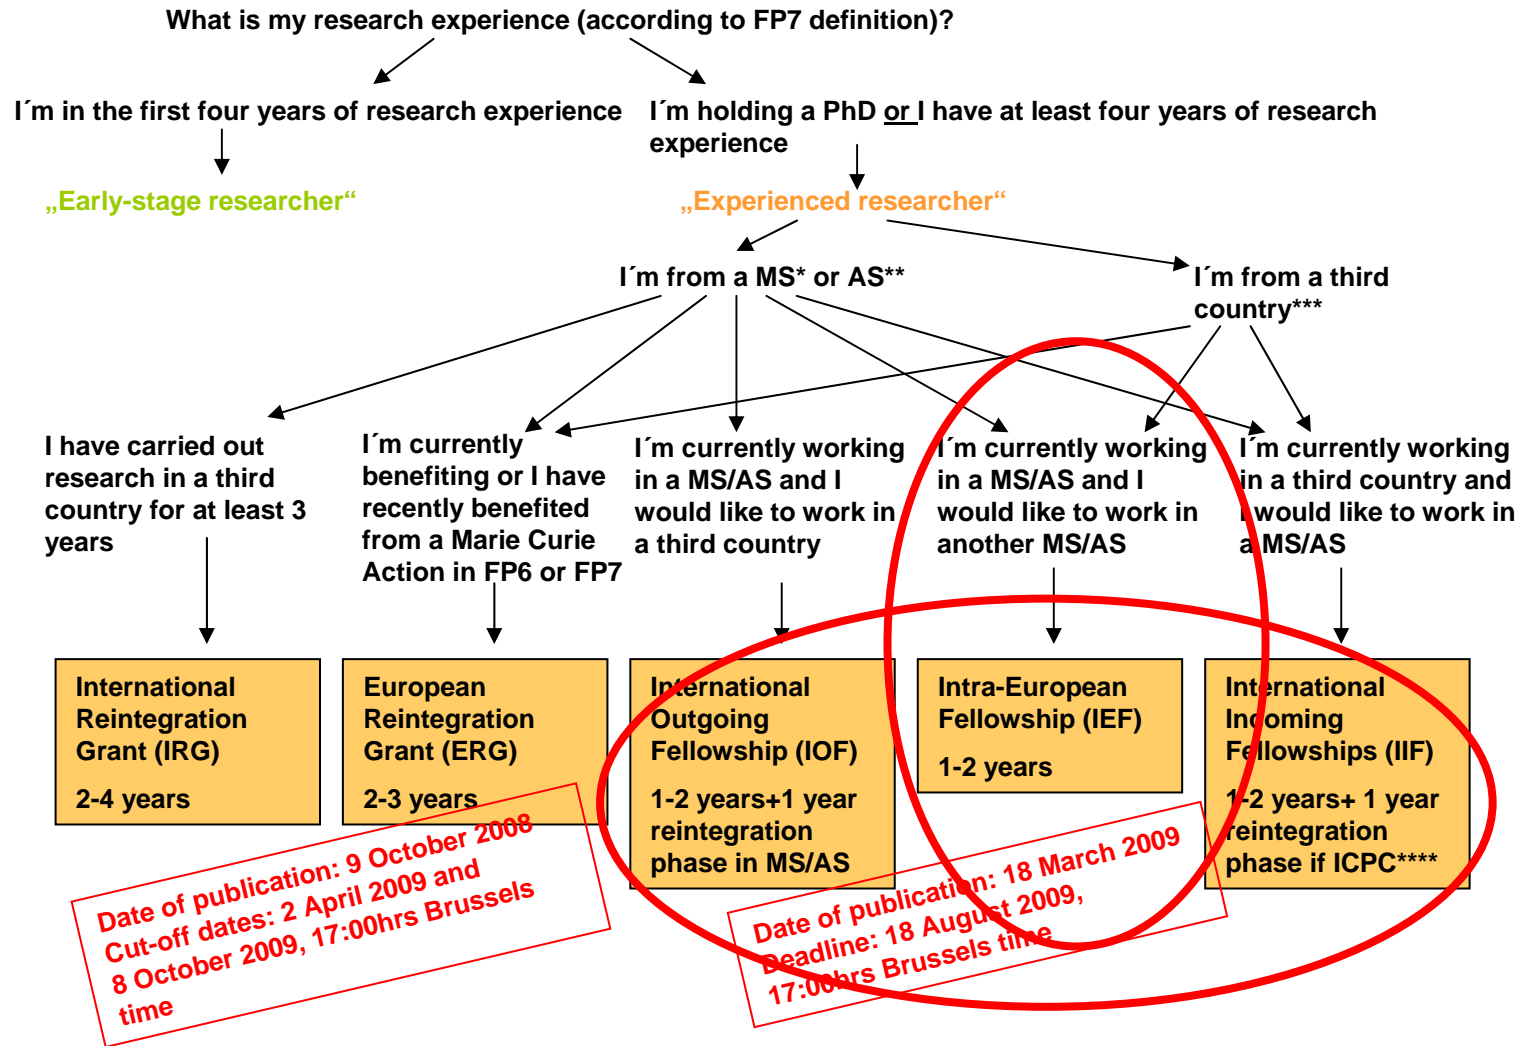 What is my research experience (according to FP7 definition)?
I´m in the first four years of research experience
I´m holding a PhD or I have at least four years of research
experience
„Early-stage researcher“
„Experienced researcher“
I´m from a MS* or AS**
I´m from a third
country***
I have carried out
research in a third
country for at least 3
years
I´m currently
benefiting or I have
recently benefited
from a Marie Curie
Action in FP6 or FP7
I´m currently working
in a MS/AS and I
would like to work in
a third country
I´m currently working
in a MS/AS and I
would like to work in
another MS/AS
I´m currently working
in a third country and
I would like to work in
a MS/AS
International
Reintegration
Grant (IRG)
2-4 years
European
Reintegration
Grant (ERG)
2-3 years
International
Outgoing
Fellowship (IOF)
1-2 years+1 year
reintegration
phase in MS/AS
Intra-European
Fellowship (IEF)
1-2 years
International
Incoming
Fellowships (IIF)
1-2 years+ 1 year
reintegration
phase if ICPC****
Date of publication: 9 October 2008
Cut-off dates: 2 April 2009 and
8 October 2009, 17:00hrs Brussels
time
Date of publication: 18 March 2009
Deadline: 18 August 2009,
17:00hrs Brussels time